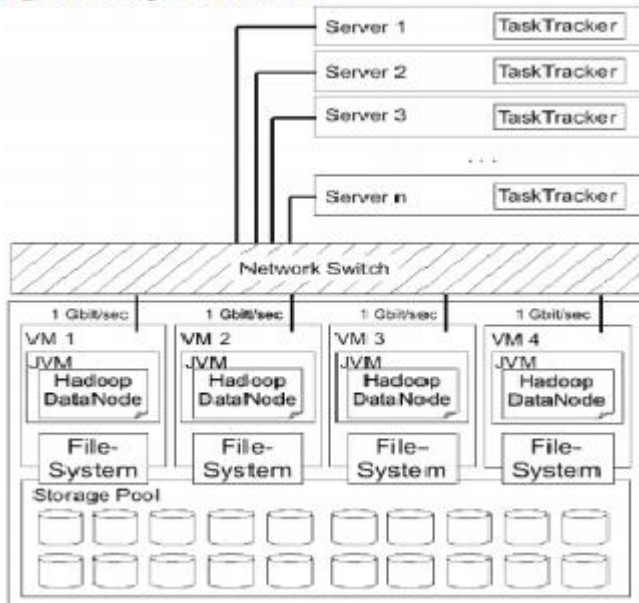 Server 1 TaskTracker
Server 2 TaskTracker
Server 3 TaskTracker
...
Server n TaskTracker
Network Switch
1 Gbit/sec 1 Gbit/sec 1 Gbit/sec 1 Gbit/sec
VM 1 VM 2 VM 3 VM 4
JVM JVM JVM JVM
Hadoop Hadoop Hadoop Hadoop
DataNode DataNode DataNode DataNode
File- File- File- File-
System System System System
Storage Pool